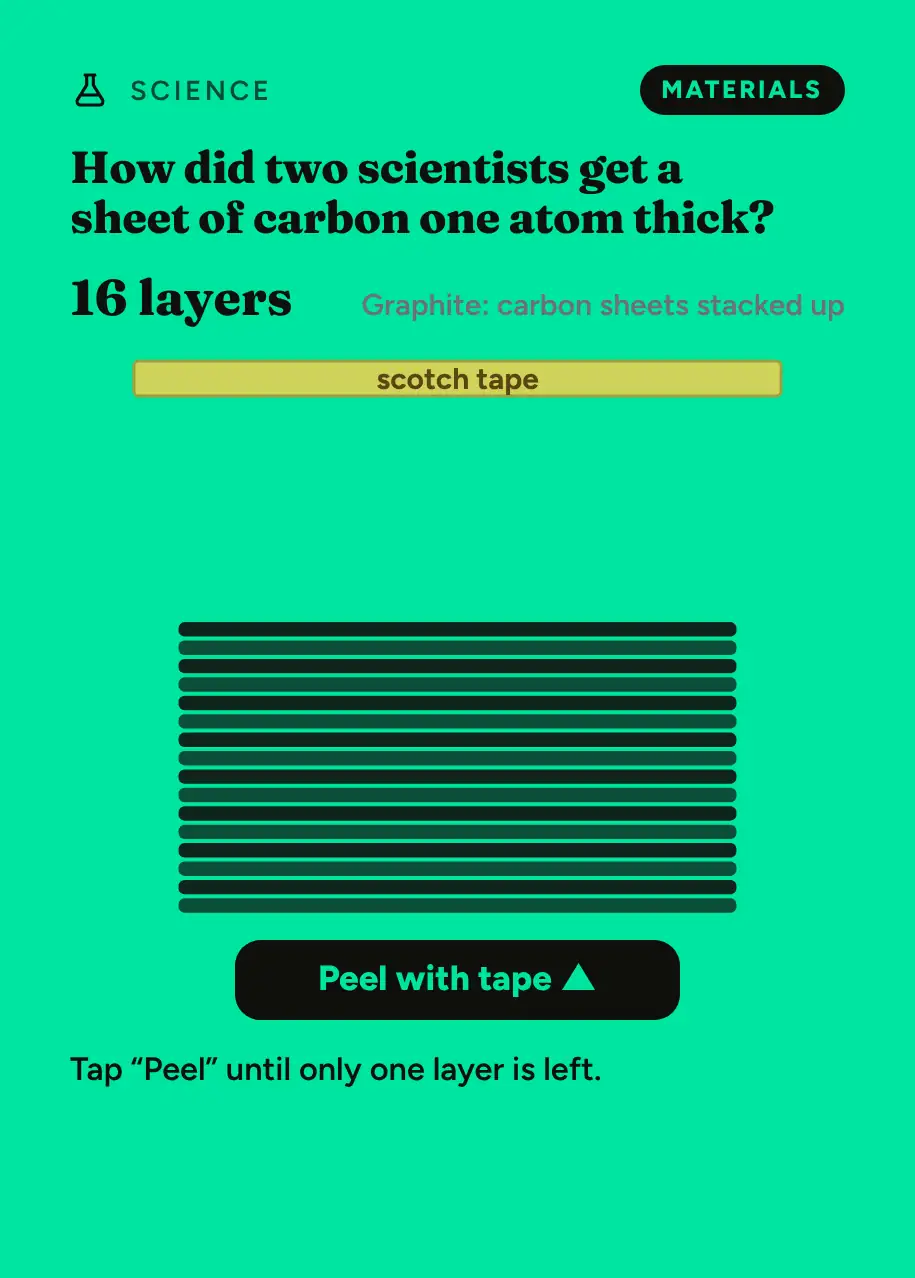 SCIENCE
MATERIALS
How did two scientists get a
sheet of carbon one atom thick?
16 layers
Graphite: carbon sheets stacked up
scotch tape
Peel with tape ▲
Tap “Peel” until only one layer is left.